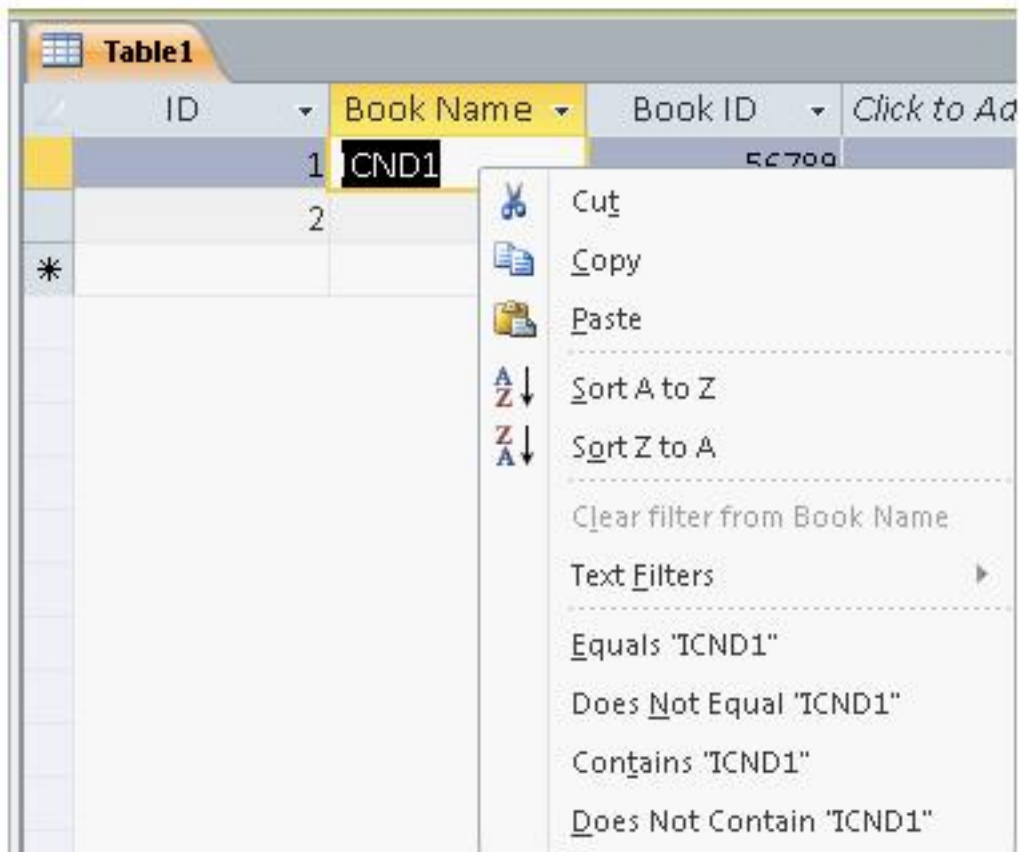 Table1
ID Book Name Book ID Click to Ad
1 ICND1 56799
2
*
Cut
Copy
Paste
Sort A to Z
Sort Z to A
Clear filter from Book Name
Text Filters
Equals "ICND1"
Does Not Equal "ICND1"
Contains "ICND1"
Does Not Contain "ICND1"